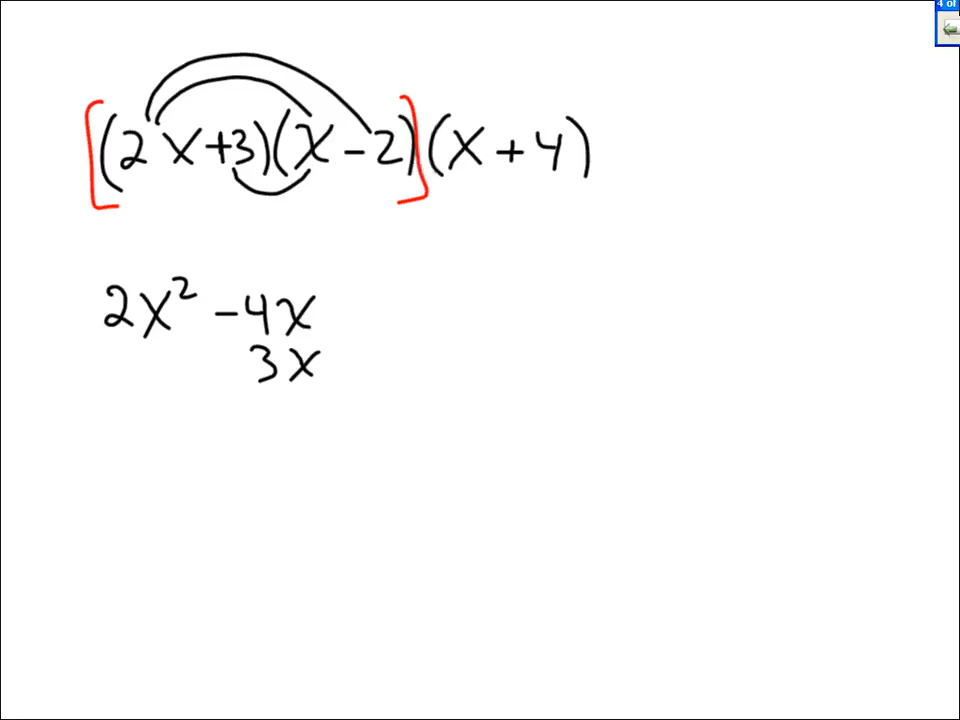 4 of
[(2x+3)(x-2)](x+4)
2x² -4x
3x